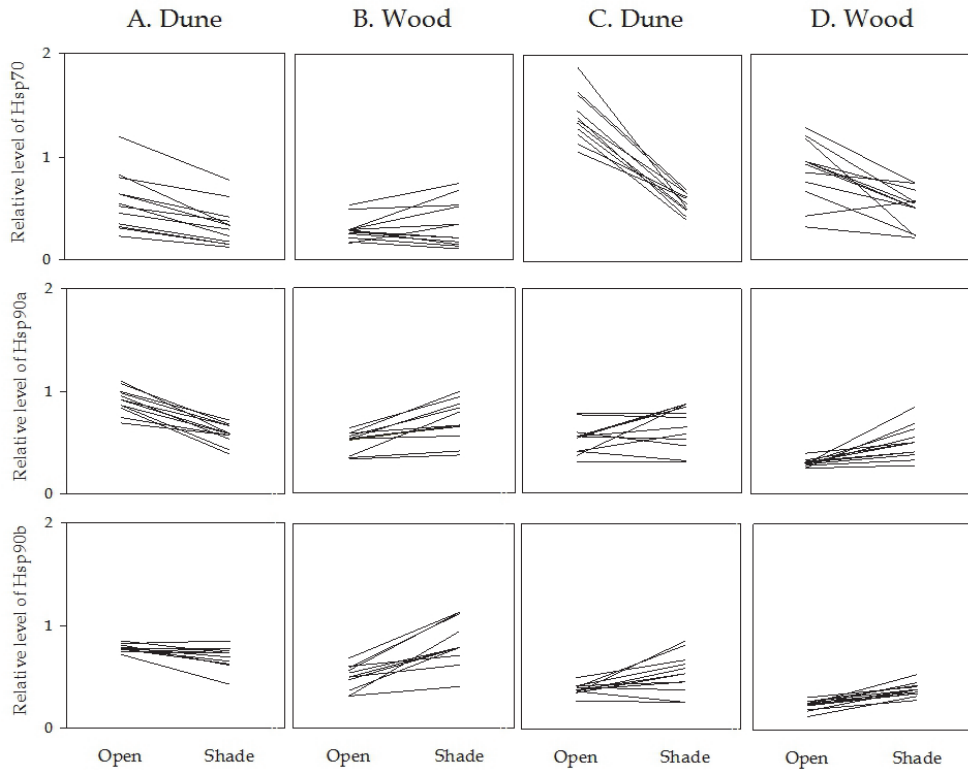 A. Dune
B. Wood
C. Dune
D. Wood
Relative level of Hsp70
2
1
0
Relative level of Hsp90a
2
1
0
Relative level of Hsp90b
2
1
0
Open Shade
Open Shade
Open Shade
Open Shade